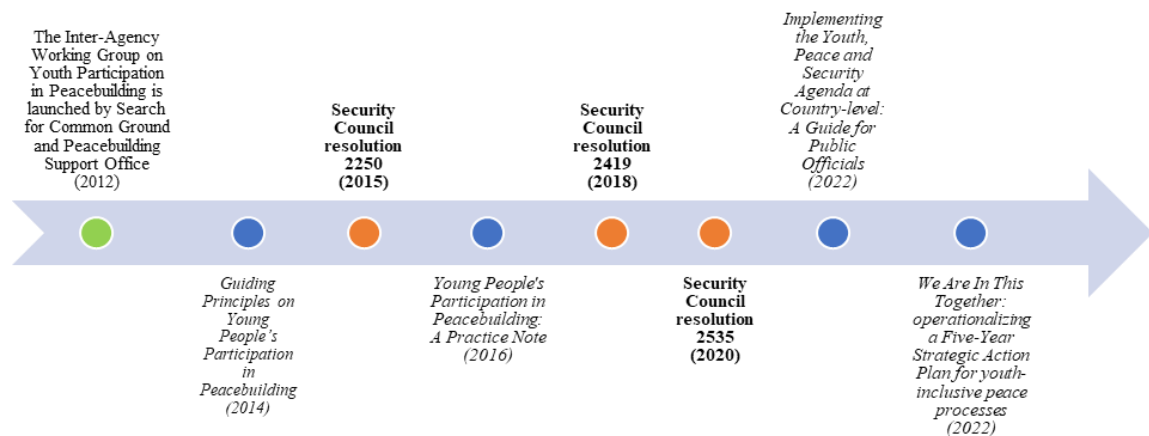 The Inter-Agency
Working Group on
Youth Participation
in Peacebuilding is
launched by Search
for Common Ground
and Peacebuilding
Support Office
(2012)
Guiding
Principles on
Young
People’s
Participation
in
Peacebuilding
(2014)
Security
Council
resolution
2250
(2015)
Young People's
Participation in
Peacebuilding:
A Practice Note
(2016)
Security
Council
resolution
2419
(2018)
Security
Council
resolution
2535
(2020)
Implementing
the Youth,
Peace and
Security
Agenda at
Country-level:
A Guide for
Public
Officials
(2022)
We Are In This
Together:
operationalizing
a Five-Year
Strategic Action
Plan for youth-
inclusive peace
processes
(2022)